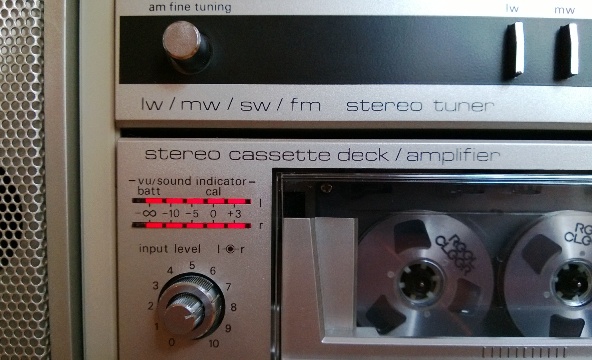 am fine tuning
lw mw
lw / mw / sw / fm stereo tuner
stereo cassette deck / amplifier
vu/sound indicator
batt cal
-∞ -10 -5 0 +3
l
r
input level l r
0 1 2 3 4 5 6 7 8 9 10